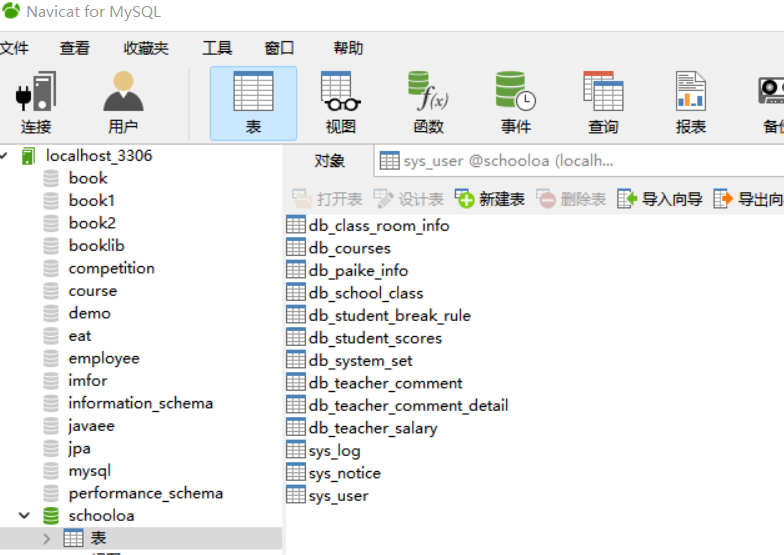 Navicat for MySQL
文件 查看 收藏夹 工具 窗口 帮助
连接 用户 表 视图 函数 事件 查询 报表
localhost_3306
book
book1
book2
booklib
competition
course
demo
eat
employee
imfor
information_schema
javaee
jpa
mysql
performance_schema
schooloa
表
对象 sys_user @schooloa (localh...
打开表 设计表 新建表 删除表 导入向导 导出向
db_class_room_info
db_courses
db_paike_info
db_school_class
db_student_break_rule
db_student_scores
db_system_set
db_teacher_comment
db_teacher_comment_detail
db_teacher_salary
sys_log
sys_notice
sys_user